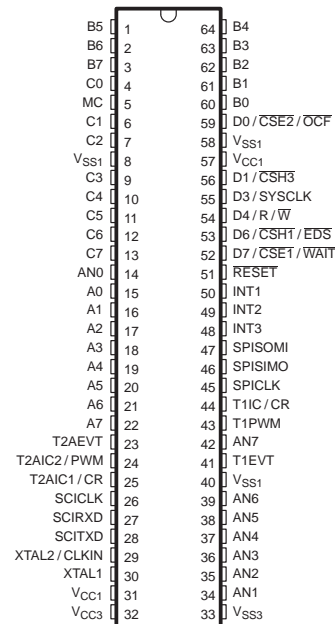 B5 1 64 B4
B6 2 63 B3
B7 3 62 B2
C0 4 61 B1
MC 5 60 B0
C1 6 59 D0/CSE2/OCF
C2 7 58 VSS1
VSS1 8 57 VCC1
C3 9 56 D1/CSH3
C4 10 55 D3/SYSCLK
C5 11 54 D4/R/W
C6 12 53 D6/CSH1/EDS
C7 13 52 D7/CSE1/WAIT
AN0 14 51 RESET
A0 15 50 INT1
A1 16 49 INT2
A2 17 48 INT3
A3 18 47 SPISOMI
A4 19 46 SPISIMO
A5 20 45 SPICLK
A6 21 44 T1IC/CR
A7 22 43 T1PWM
T2AEVT 23 42 AN7
T2AIC2/PWM 24 41 T1EVT
T2AIC1/CR 25 40 VSS1
SCICLK 26 39 AN6
SCIRXD 27 38 AN5
SCITXD 28 37 AN4
XTAL2/CLKIN 29 36 AN3
XTAL1 30 35 AN2
VCC1 31 34 AN1
VCC3 32 33 VSS3